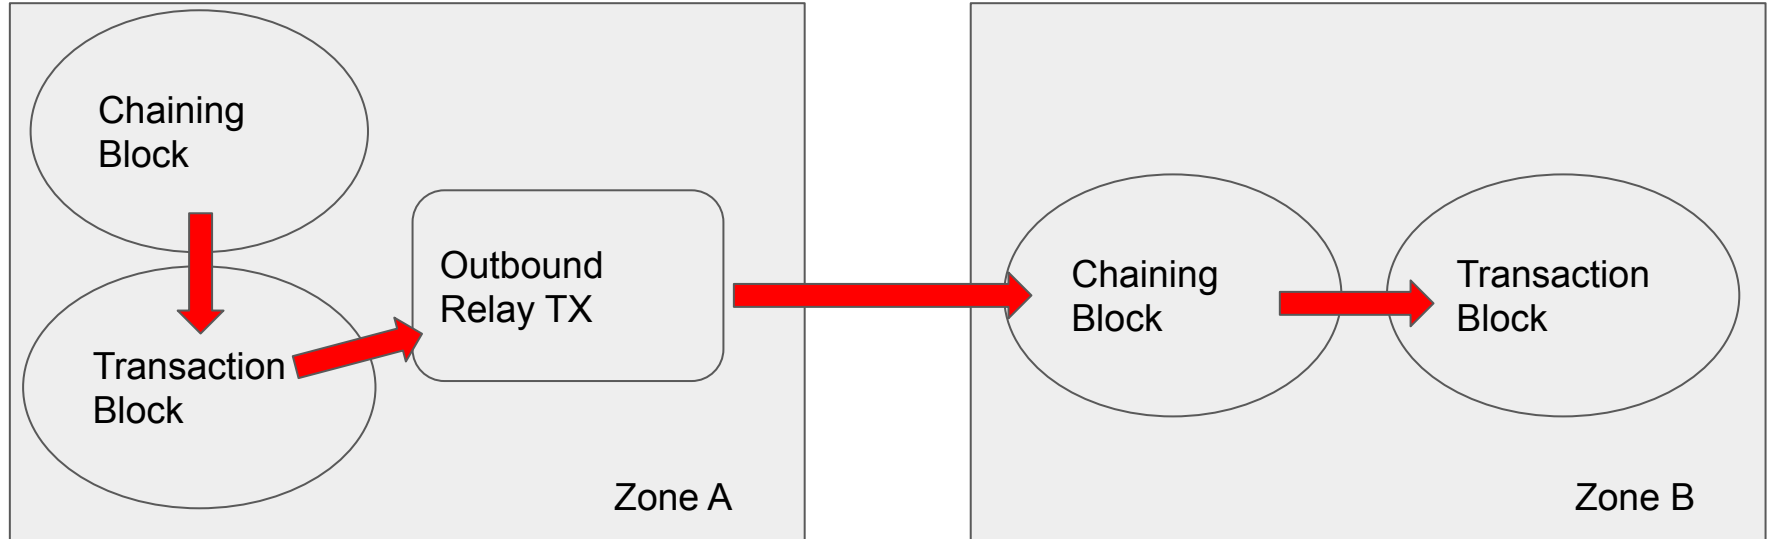 Chaining
Block
Transaction
Block
Outbound
Relay TX
Zone A
Chaining
Block
Transaction
Block
Zone B